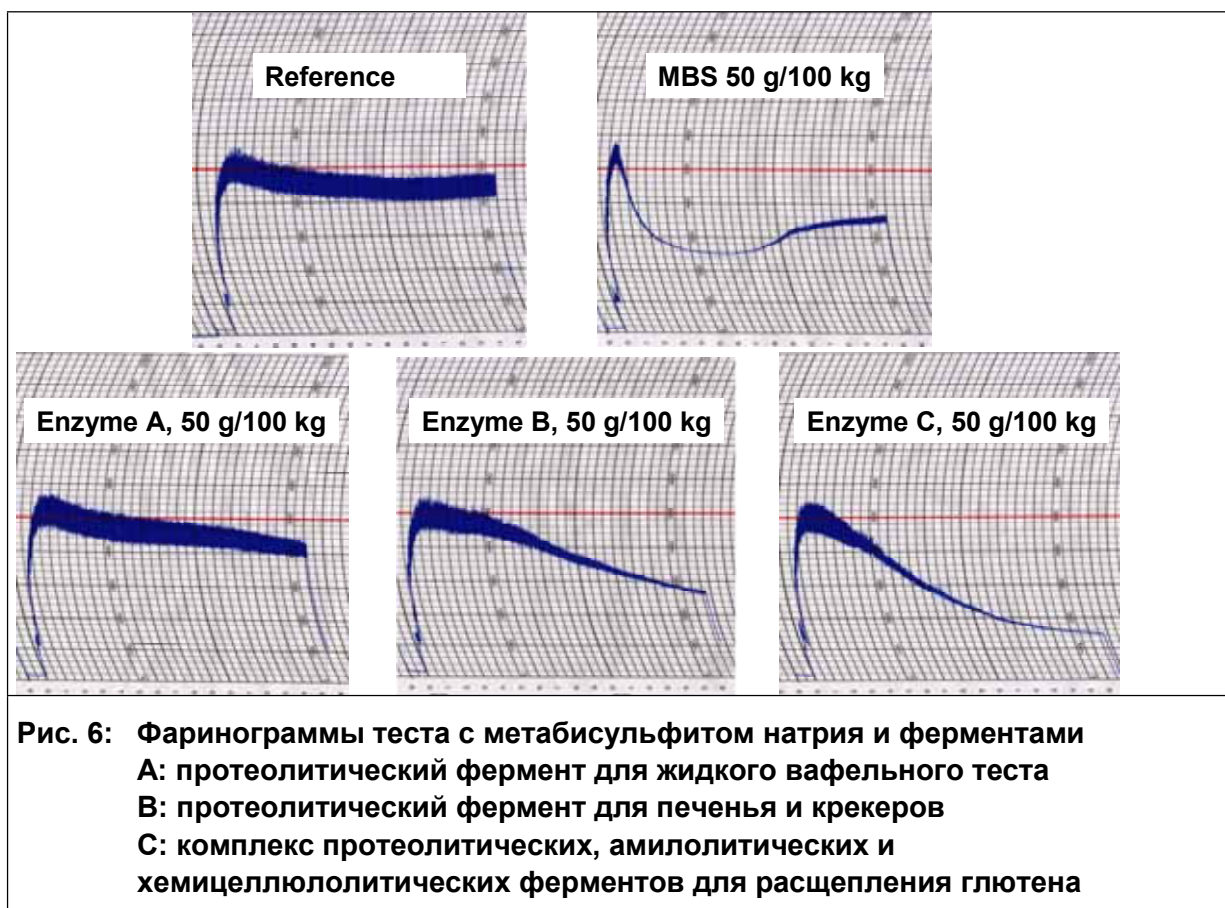 Reference
MBS 50 g/100 kg
Enzyme A, 50 g/100 kg
Enzyme B, 50 g/100 kg
Enzyme C, 50 g/100 kg
Рис. 6: Фаринограммы теста с метабисульфитом натрия и ферментами
А: протеолитический фермент для жидкого вафельного теста
В: протеолитический фермент для печенья и крекеров
С: комплекс протеолитических, амилолитических и
хемицеллюлолитических ферментов для расщепления глютена